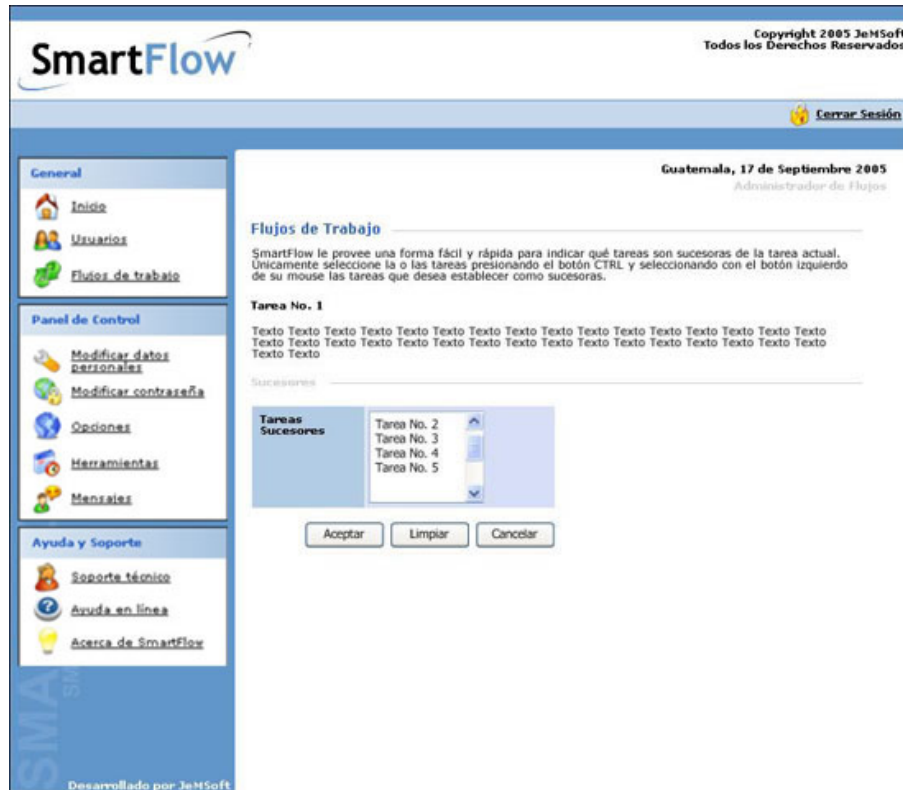 SmartFlow
Copyright 2005 JeMSoft
Todos los Derechos Reservados
Cerrar Sesión
General
Inicio
Usuarios
Flujos de trabajo
Panel de Control
Modificar datos
personales
Modificar contraseña
Opciones
Herramientas
Mensajes
Ayuda y Soporte
Soporte técnico
Ayuda en línea
Acerca de SmartFlow
SMA
SM
Desarrollado por JeMSoft
Guatemala, 17 de Septiembre 2005
Administrador de Flujos
Flujos de Trabajo
SmartFlow le provee una forma fácil y rápida para indicar qué tareas son sucesoras de la tarea actual.
Únicamente seleccione la o las tareas presionando el botón CTRL y seleccionando con el botón izquierdo
de su mouse las tareas que desea establecer como sucesoras.
Tarea No. 1
Texto Texto Texto Texto Texto Texto Texto Texto Texto Texto Texto Texto Texto Texto Texto Texto
Texto Texto Texto Texto Texto Texto Texto Texto Texto Texto Texto Texto Texto Texto Texto Texto
Texto Texto
Sucesores
Tareas
Sucesores
Tarea No. 2
Tarea No. 3
Tarea No. 4
Tarea No. 5
Aceptar
Limpiar
Cancelar